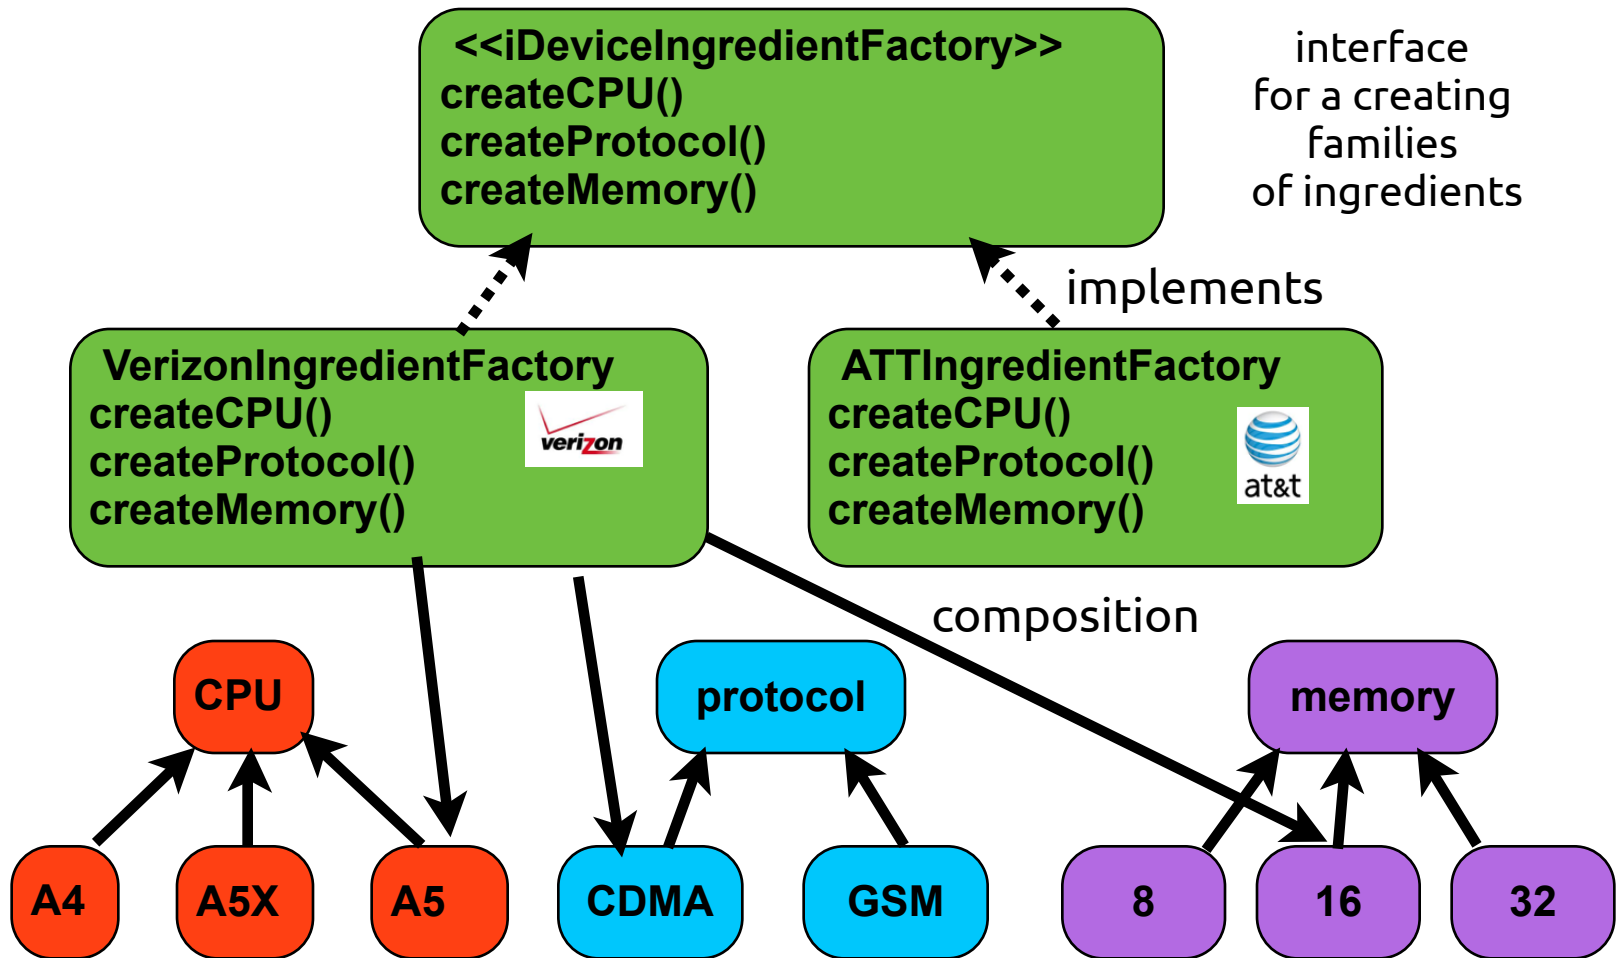 <<iDeviceIngredientFactory>>
createCPU()
createProtocol()
createMemory()
interface
for a creating
families
of ingredients
implements
VerizonIngredientFactory
createCPU()
createProtocol()
createMemory()
verizon
ATTIngredientFactory
createCPU()
createProtocol()
createMemory()
at&t
composition
CPU
protocol
memory
A4
A5X
A5
CDMA
GSM
8
16
32